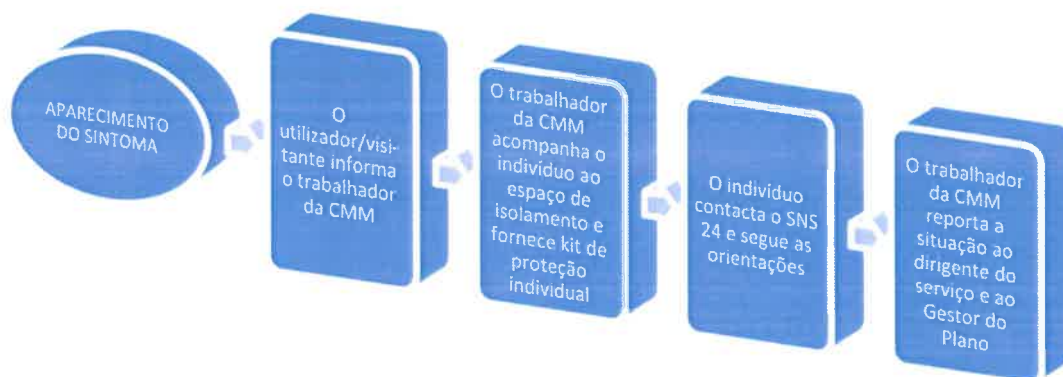 APARECIMENTO
DO SINTOMA
O
utilizador/visi-
tante informa
o trabalhador
da CMM
O trabalhador
da CMM
acompanha o
indivíduo ao
espaço de
isolamento e
fornece kit de
proteção
individual
O indivíduo
contacta o SNS
24 e segue as
orientações
O trabalhador
da CMM
reporta a
situação ao
dirigente do
serviço e ao
Gestor do
Plano